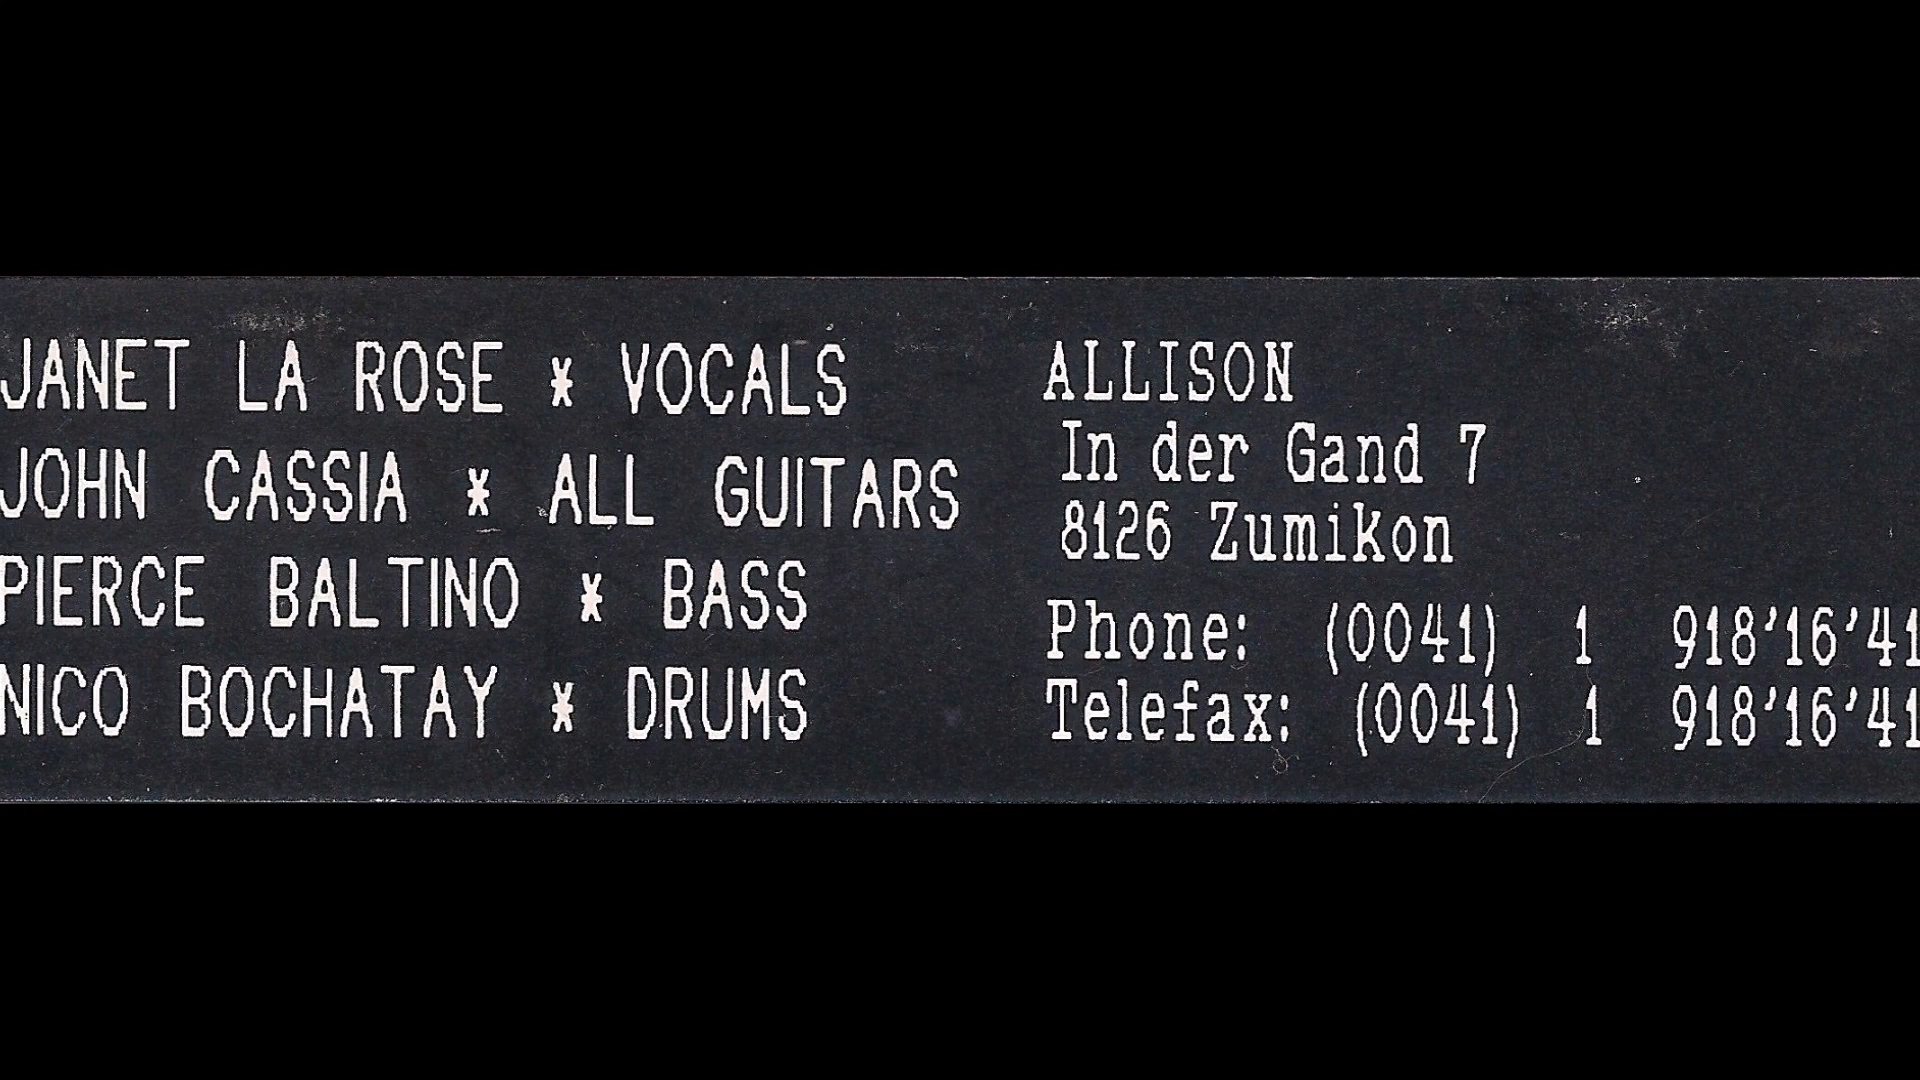 JANET LA ROSE * VOCALS
JOHN CASSIA * ALL GUITARS
PIERCE BALTINO * BASS
NICO BOCHATAY * DRUMS
ALLISON
In der Gand 7
8126 Zumikon
Phone: (0041) 1 918'16'41
Telefax: (0041) 1 918'16'41